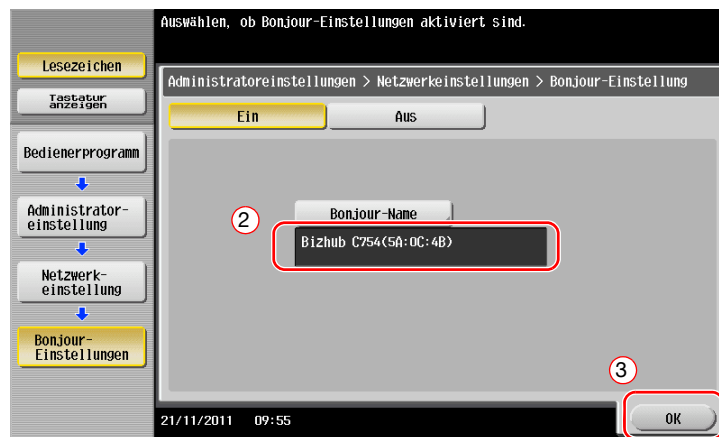 Auswählen, ob Bonjour-Einstellungen aktiviert sind.
Lesezeichen
Tastatur
anzeigen
Administratoreinstellungen > Netzwerkeinstellungen > Bonjour-Einstellung
Ein
Aus
Bedienerprogramm
Administrator-
einstellung
Netzwerk-
einstellung
Bonjour-
Einstellungen
2
Bonjour-Name
Bizhub C754(5A:0C:4B)
3
21/11/2011 09:55
OK